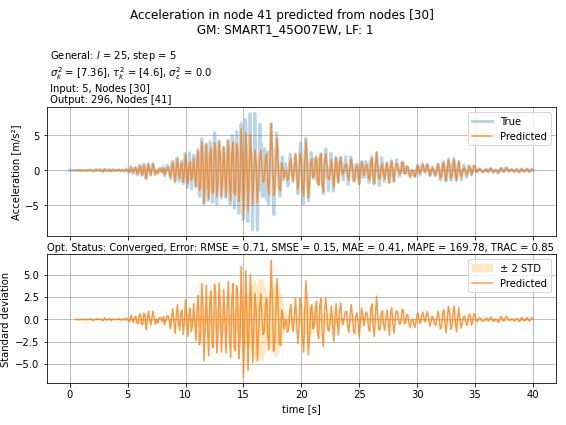 Acceleration in node 41 predicted from nodes [30]
GM: SMART1_45O07EW, LF: 1
General: l = 25, step = 5
σ²ₖ = [7.36], τ²ₖ = [4.6], σ²ε = 0.0
Input: 5, Nodes [30]
Output: 296, Nodes [41]
Acceleration [m/s²]
5
0
−5
True
Predicted
Opt. Status: Converged, Error: RMSE = 0.71, SMSE = 0.15, MAE = 0.41, MAPE = 169.78, TRAC = 0.85
Standard deviation
5.0
2.5
0.0
−2.5
−5.0
± 2 STD
Predicted
0 5 10 15 20 25 30 35 40
time [s]